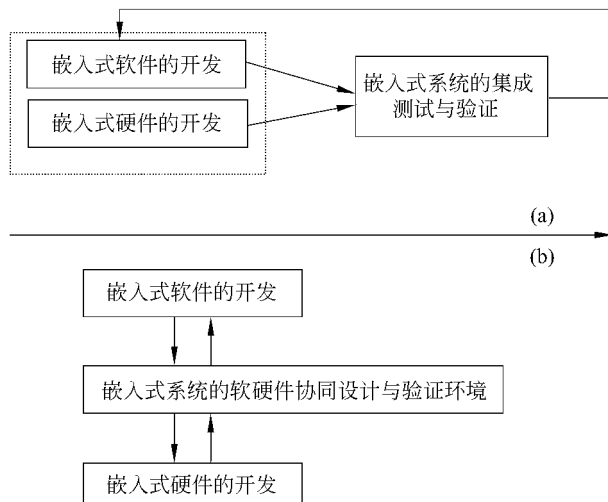 嵌入式软件的开发
嵌入式硬件的开发
嵌入式系统的集成
测试与验证
(a)
(b)
嵌入式软件的开发
嵌入式系统的软硬件协同设计与验证环境
嵌入式硬件的开发